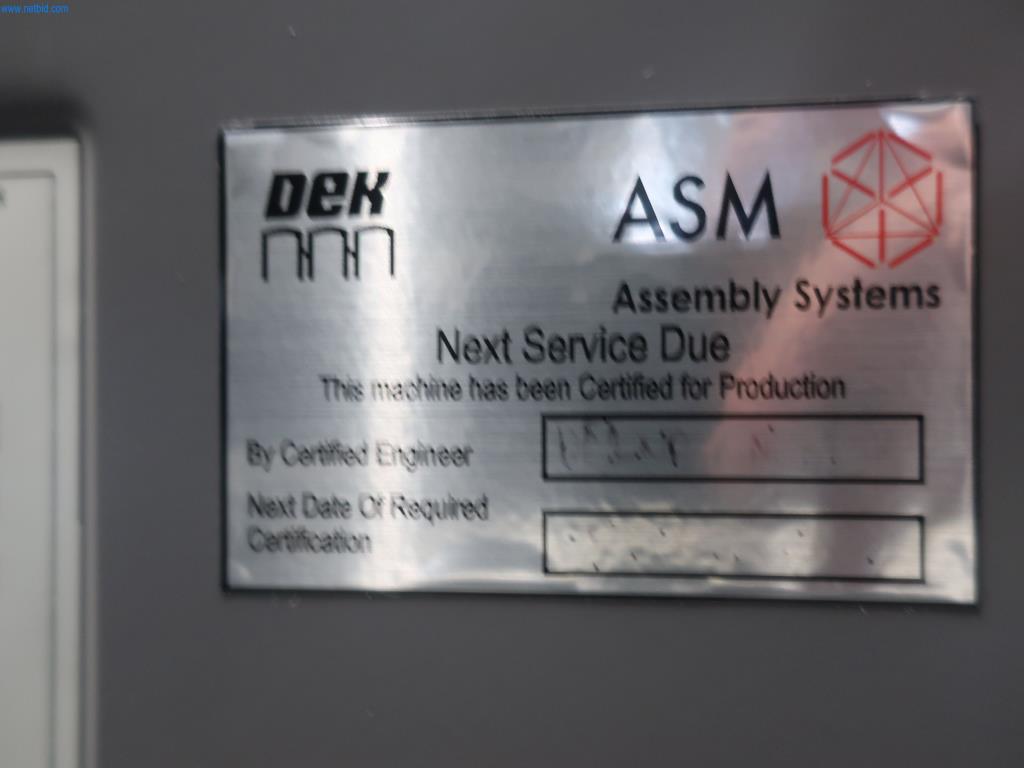 www.netbid.com
DEK
ASM
Assembly Systems
Next Service Due
This machine has been Certified for Production
By Certified Engineer
Next Date Of Required
Certification